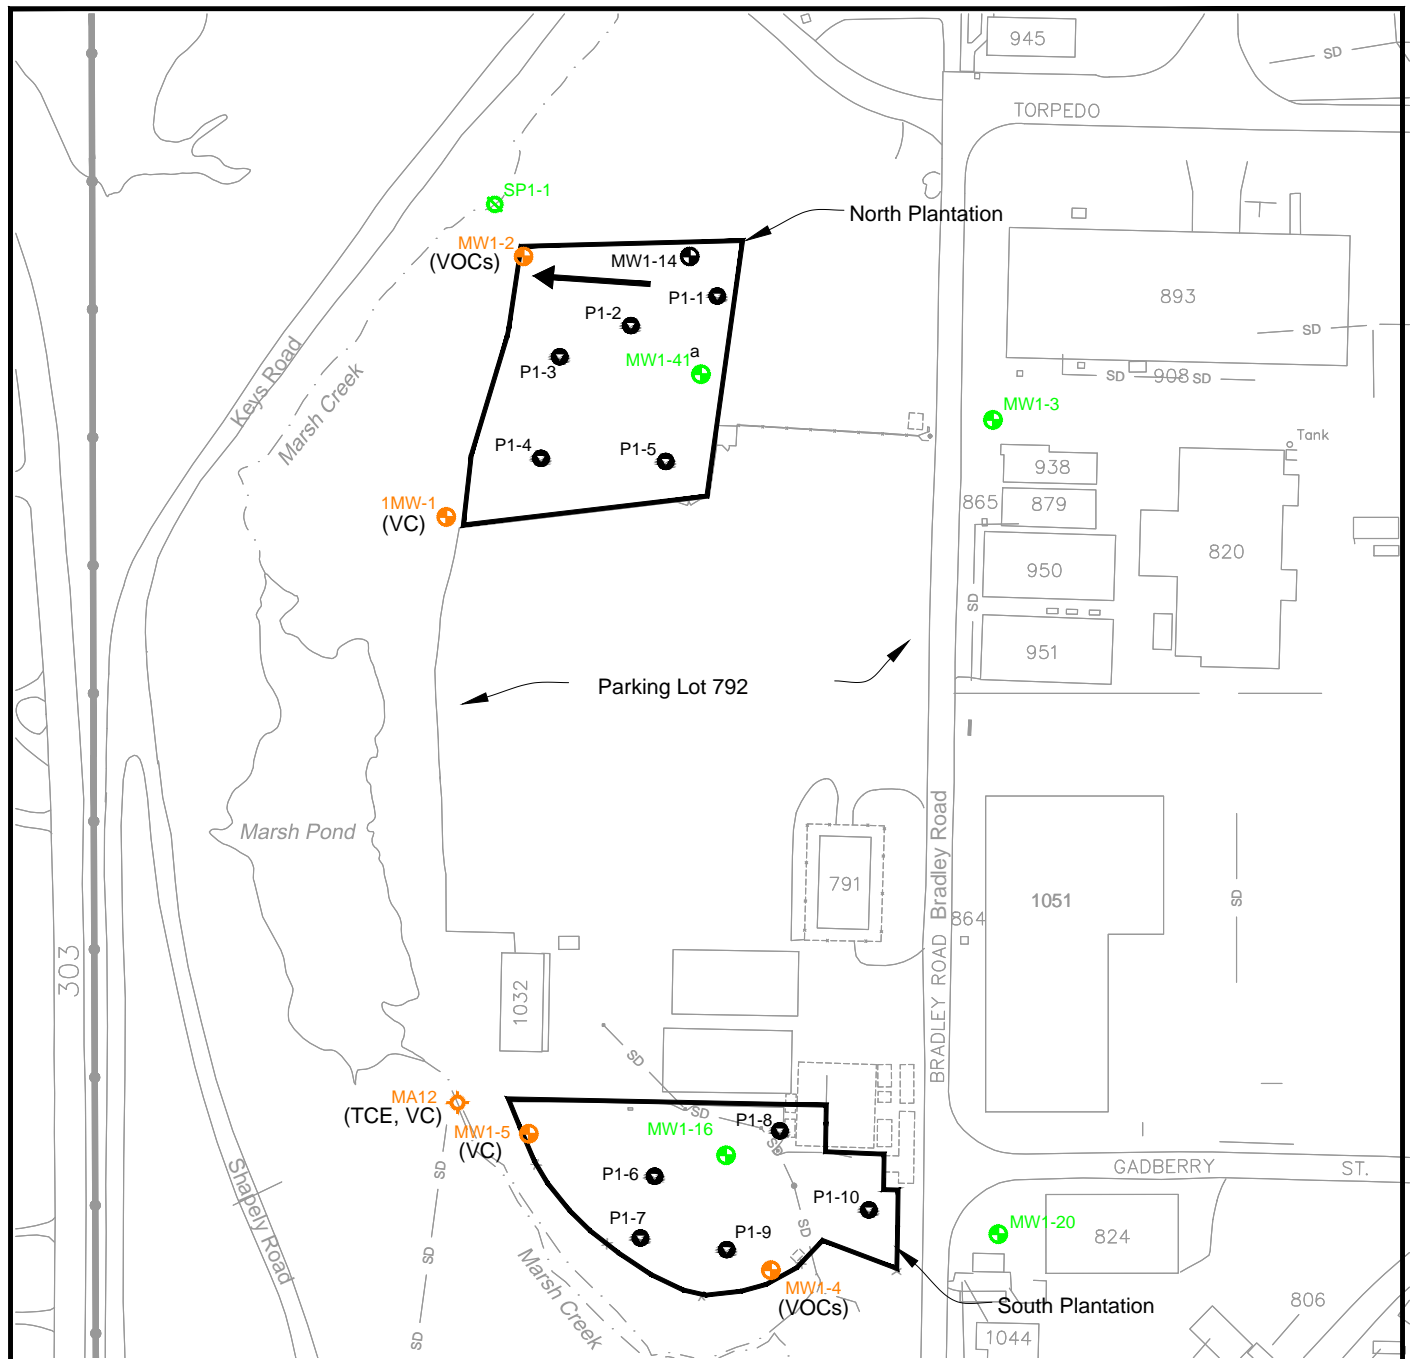 945
SD
TORPEDO
SP1-1
North Plantation
MW1-2
(VOCs)
MW1-14
P1-1
893
P1-2
SD
a
MW1-41
P1-3
SD
908
SD
Keys Road
Marsh Creek
MW1-3
Tank
P1-4
P1-5
938
1MW-1
(VC)
865
879
820
950
SD
951
Parking Lot 792
Marsh Pond
BRADLEY ROAD
Bradley Road
791
1051
SD
864
303
1032
SD
MA12
(TCE, VC)
SD
P1-8
MW1-5
(VC)
MW1-16
SD
GADBERRY
ST.
P1-6
P1-10
Shapely Road
SD
P1-7
P1-9
SD
MW1-20
824
Marsh Creek
MW1-4
(VOCs)
South Plantation
806
SD
1044